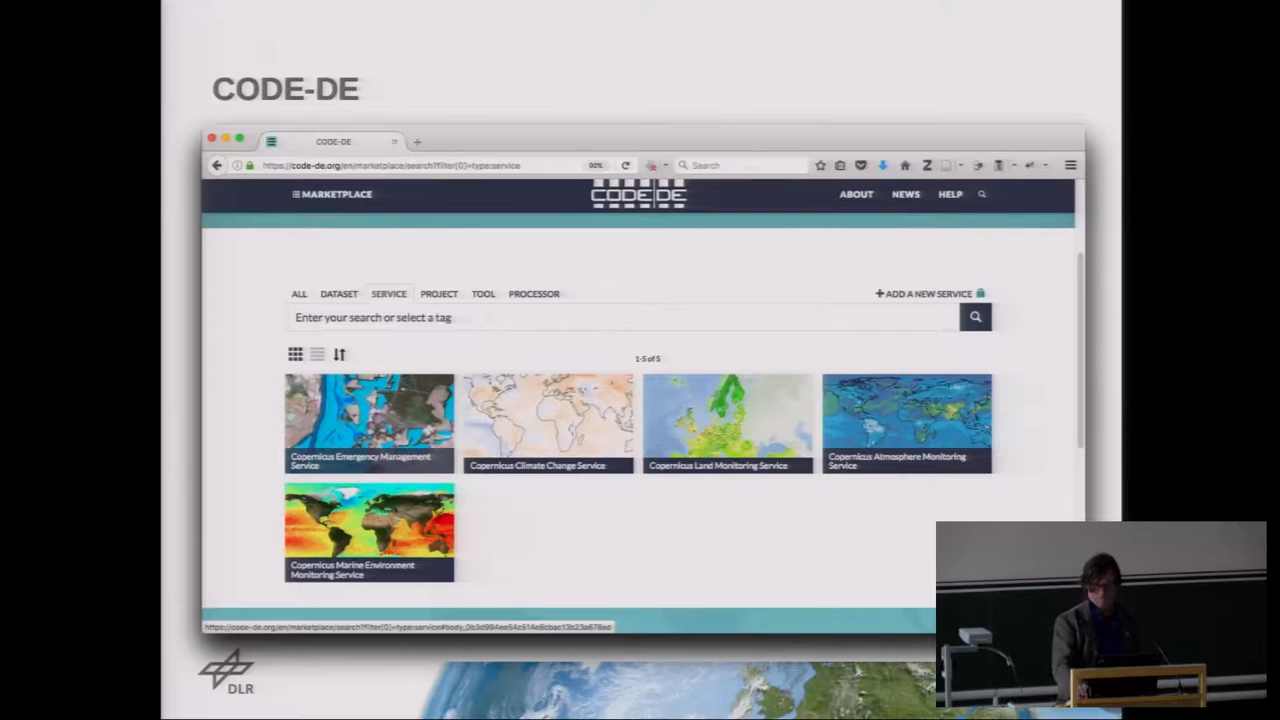 CODE-DE
CODE-DE
https://code-de.org/en/marketplace/search?filter[0]=type:service
90%
Search
MARKETPLACE
CODE DE
ABOUT
NEWS
HELP
ALL
DATASET
SERVICE
PROJECT
TOOL
PROCESSOR
+ ADD A NEW SERVICE
Enter your search or select a tag
1-5 of 5
Copernicus Emergency Management
Service
Copernicus Climate Change Service
Copernicus Land Monitoring Service
Copernicus Atmosphere Monitoring
Service
Copernicus Marine Environment
Monitoring Service
DLR